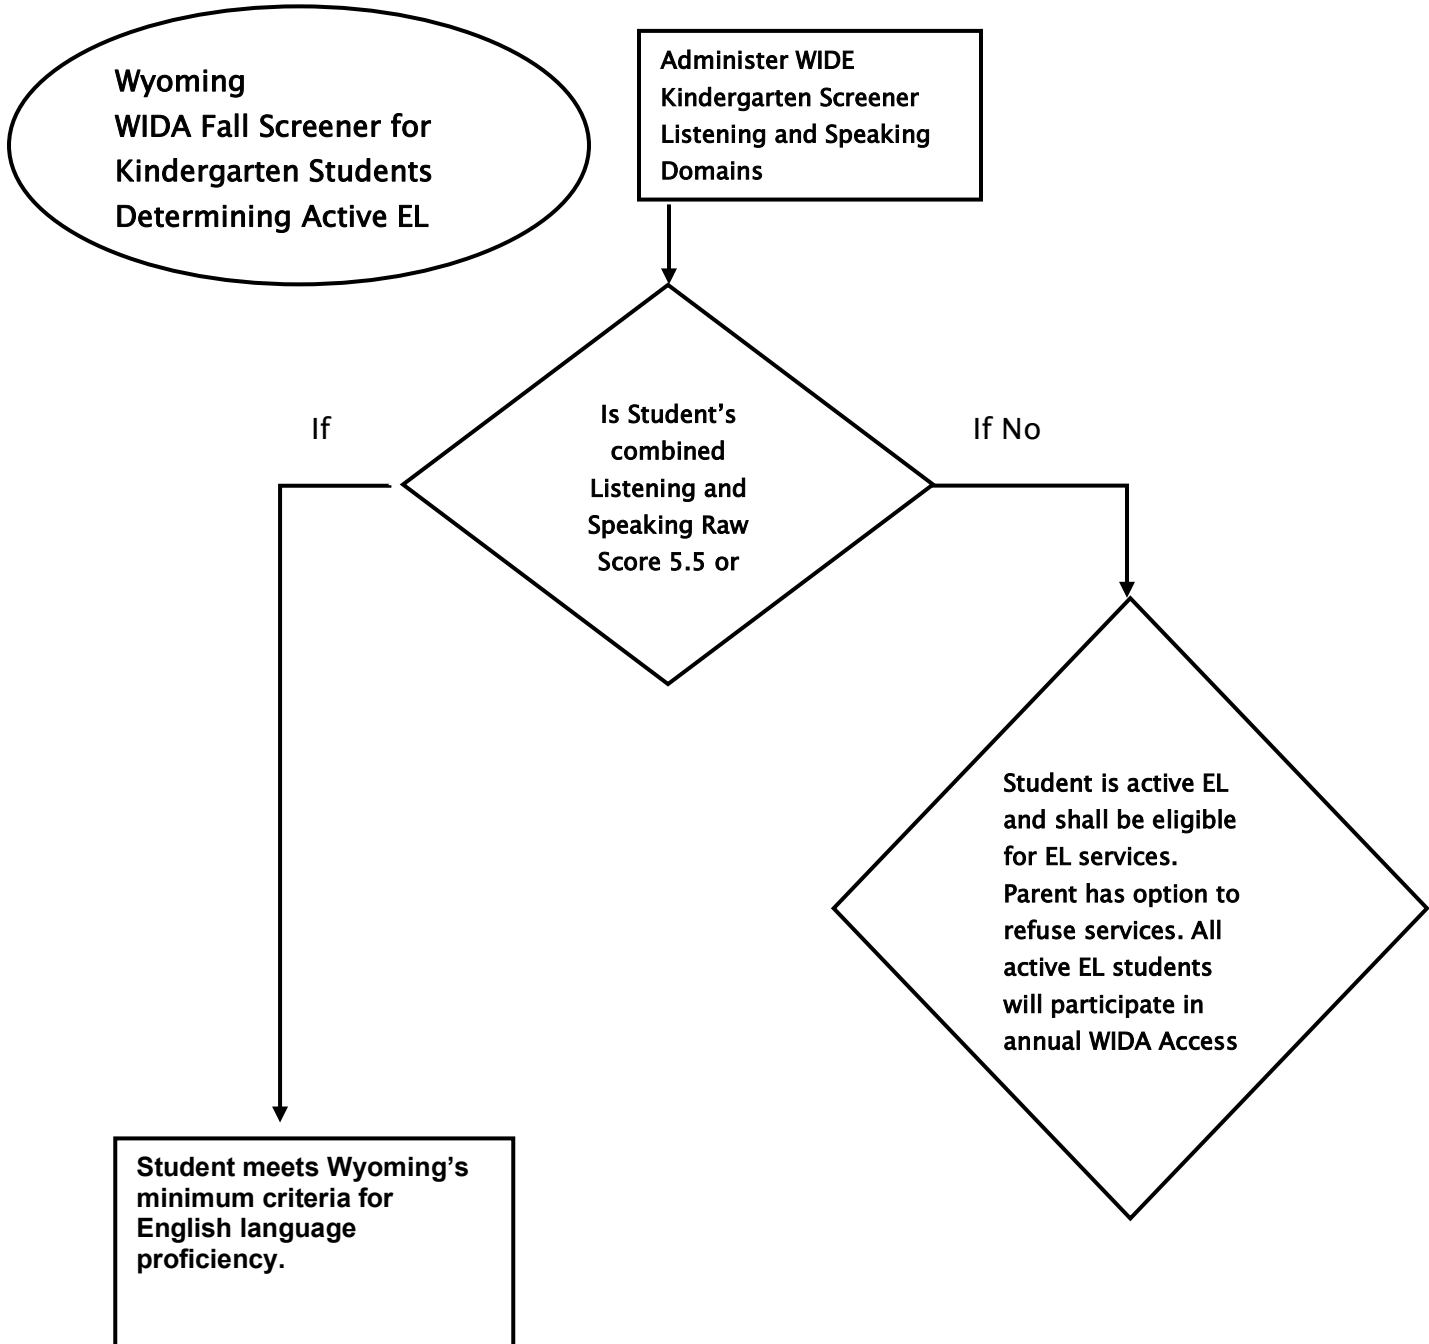 Wyoming
WIDA Fall Screener for
Kindergarten Students
Determining Active EL
Administer WIDE
Kindergarten Screener
Listening and Speaking
Domains
Is Student’s
combined
Listening and
Speaking Raw
Score 5.5 or
If
If No
Student is active EL
and shall be eligible
for EL services.
Parent has option to
refuse services. All
active EL students
will participate in
annual WIDA Access
Student meets Wyoming’s
minimum criteria for
English language
proficiency.